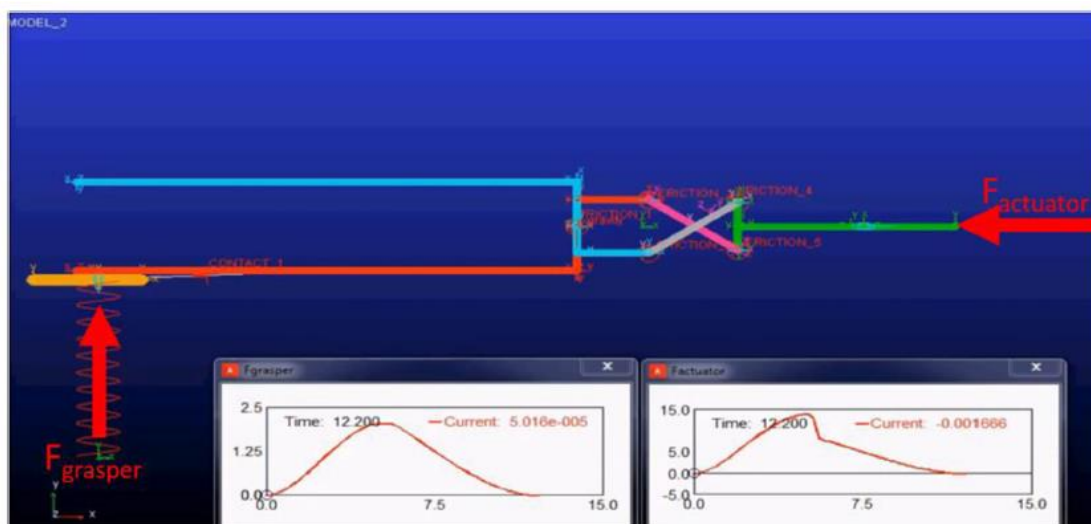 MODEL_2
FRICTION_4
Factuator
CONTACT_1
FRICTION_5
Fgrasper
Factuator
Time: 12.200
Current: 5.016e-005
Time: 12.200
Current: -0.001666
2.5
1.25
0.0
0.0
7.5
15.0
15.0
10.0
5.0
0.0
-5.0
0.0
7.5
15.0
Fgrasper